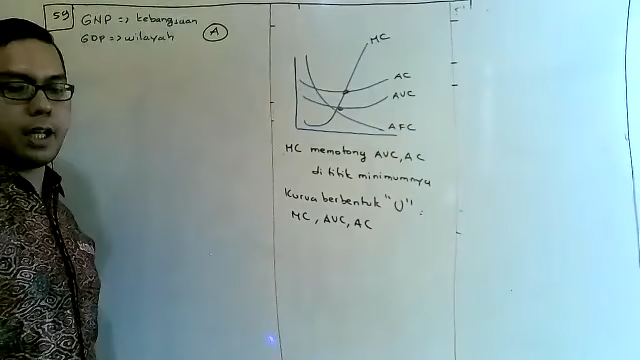 59
GNP => kebangsaan
GDP => wilayah
A
MC
AC
AVC
AFC
MC memotong AVC, AC
di titik minimumnya
Kurva berbentuk "U" :
MC, AVC, AC